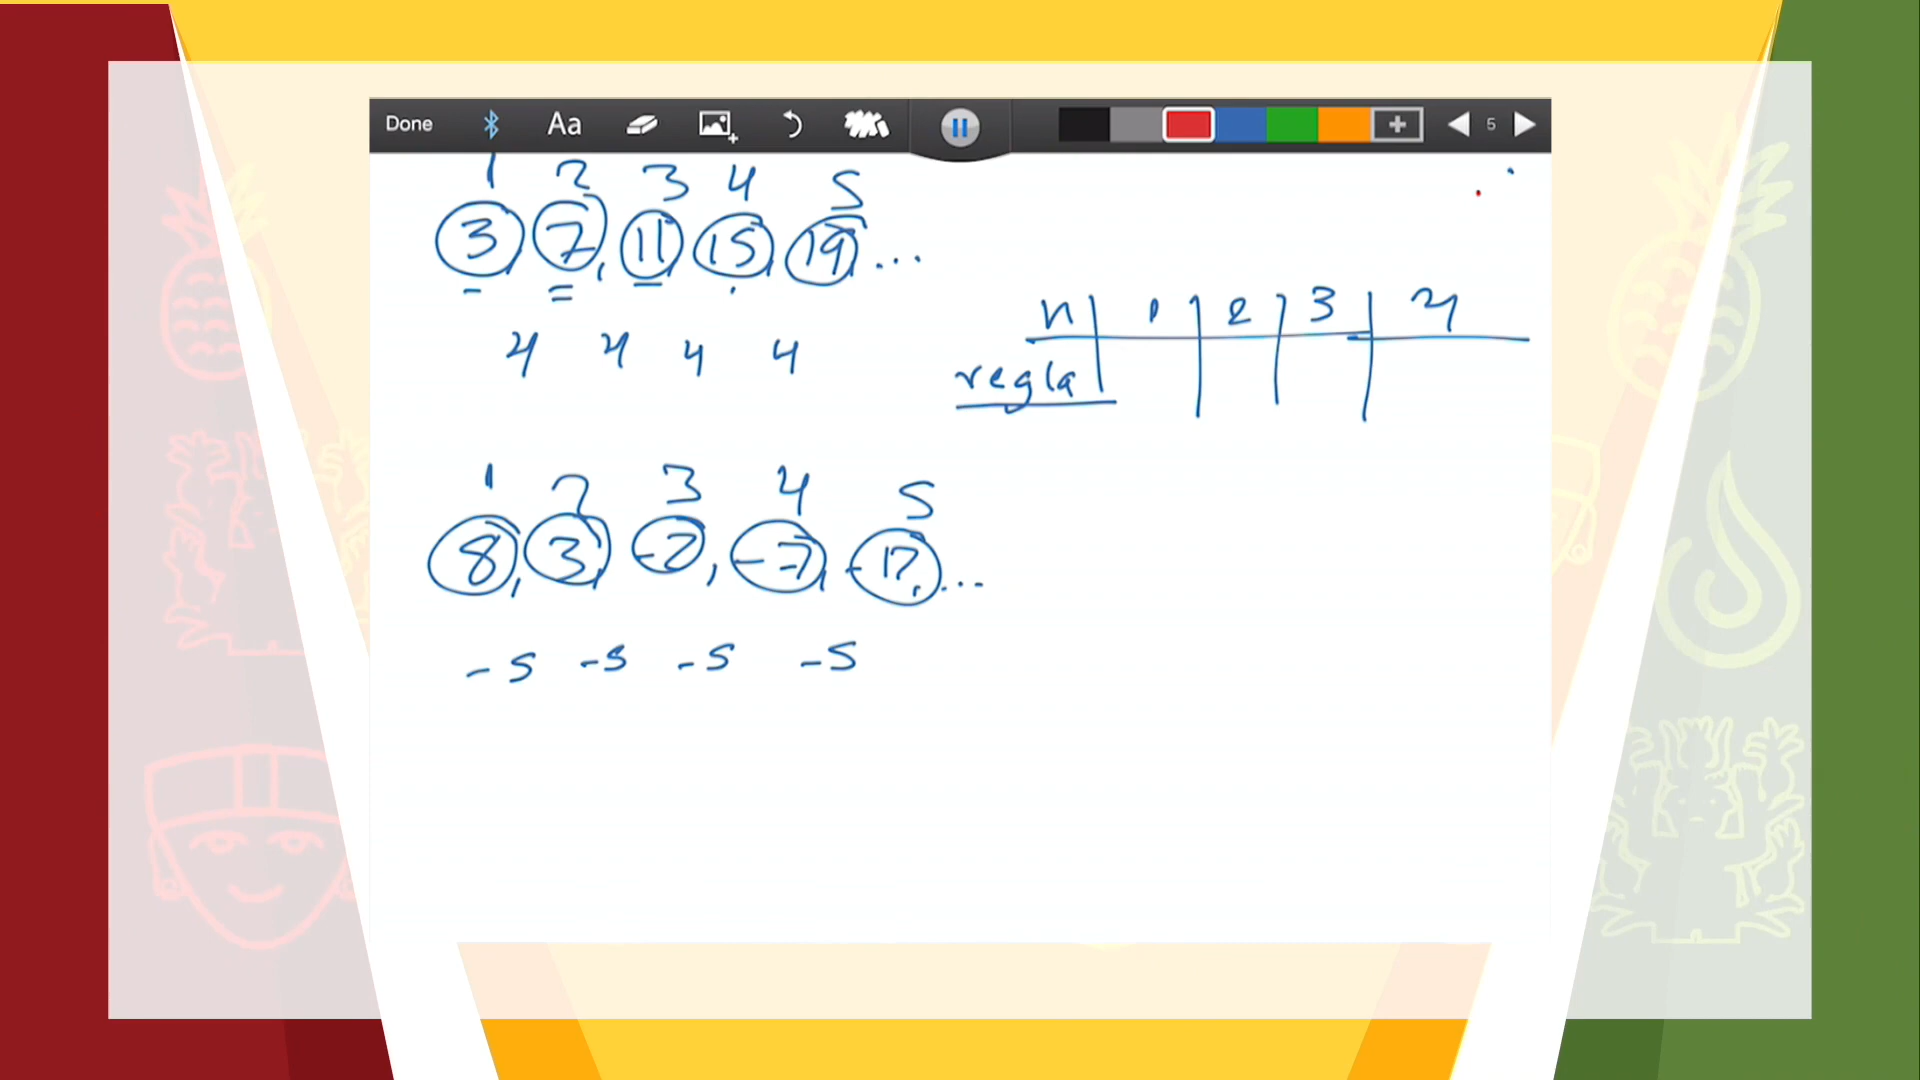 Done Aa 5
1 2 3 4 5
3, 7, 11, 15, 19, ...
4 4 4 4
n 1 2 3 4
regla
1 2 3 4 5
8, 3, -2, -7, -12, ...
-5 -5 -5 -5